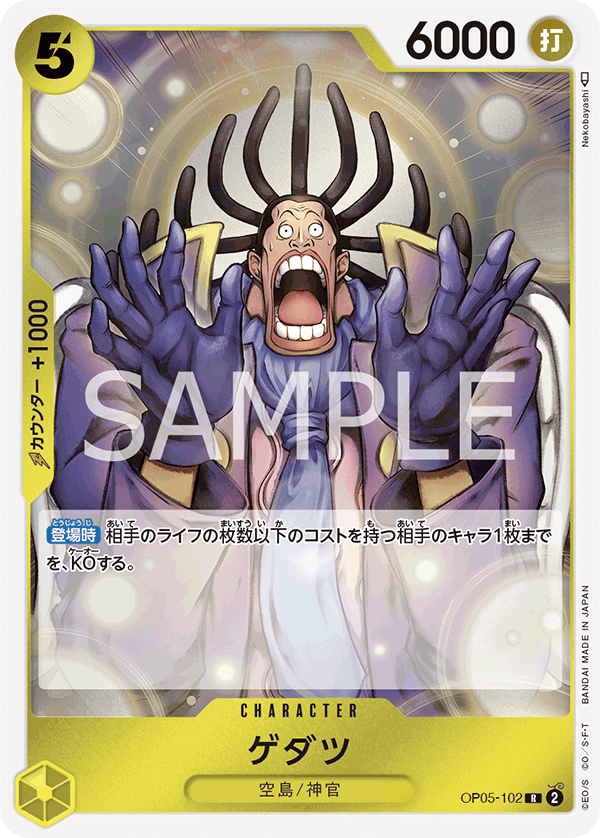 5
6000
打
Nekobayashi
カウンター +1000
SAMPLE
登場時 相手のライフの枚数以下のコストを持つ相手のキャラ1枚まで
を、KOする。
CHARACTER
ゲダツ
空島/神官
OP05-102 R 2
BANDAI MADE IN JAPAN
©E.O/S ©O/S・F・T